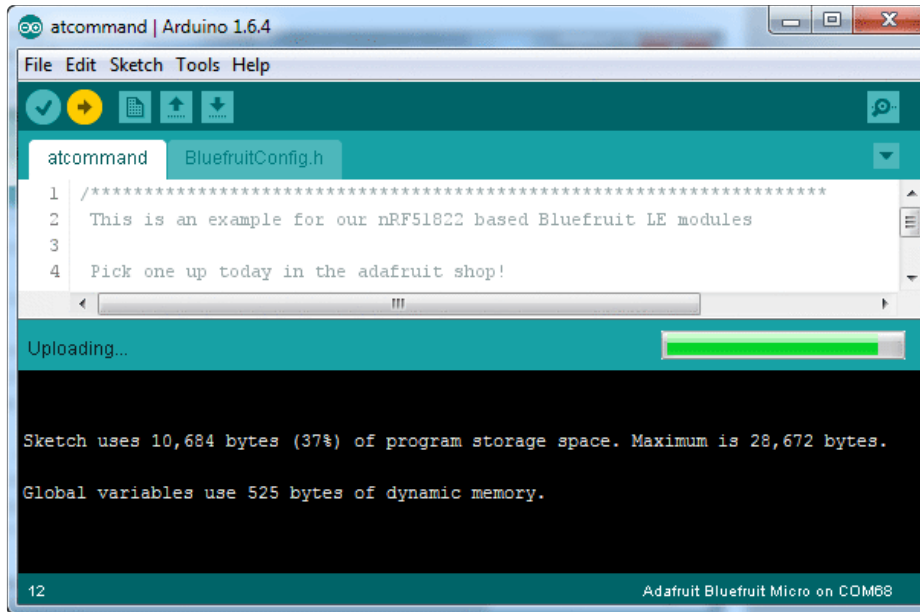 atcommand | Arduino 1.6.4
File Edit Sketch Tools Help
atcommand BluefruitConfig.h
1 /*********************************************************************
2 This is an example for our nRF51822 based Bluefruit LE modules
3
4 Pick one up today in the adafruit shop!
Uploading...
Sketch uses 10,684 bytes (37%) of program storage space. Maximum is 28,672 bytes.
Global variables use 525 bytes of dynamic memory.
12 Adafruit Bluefruit Micro on COM68